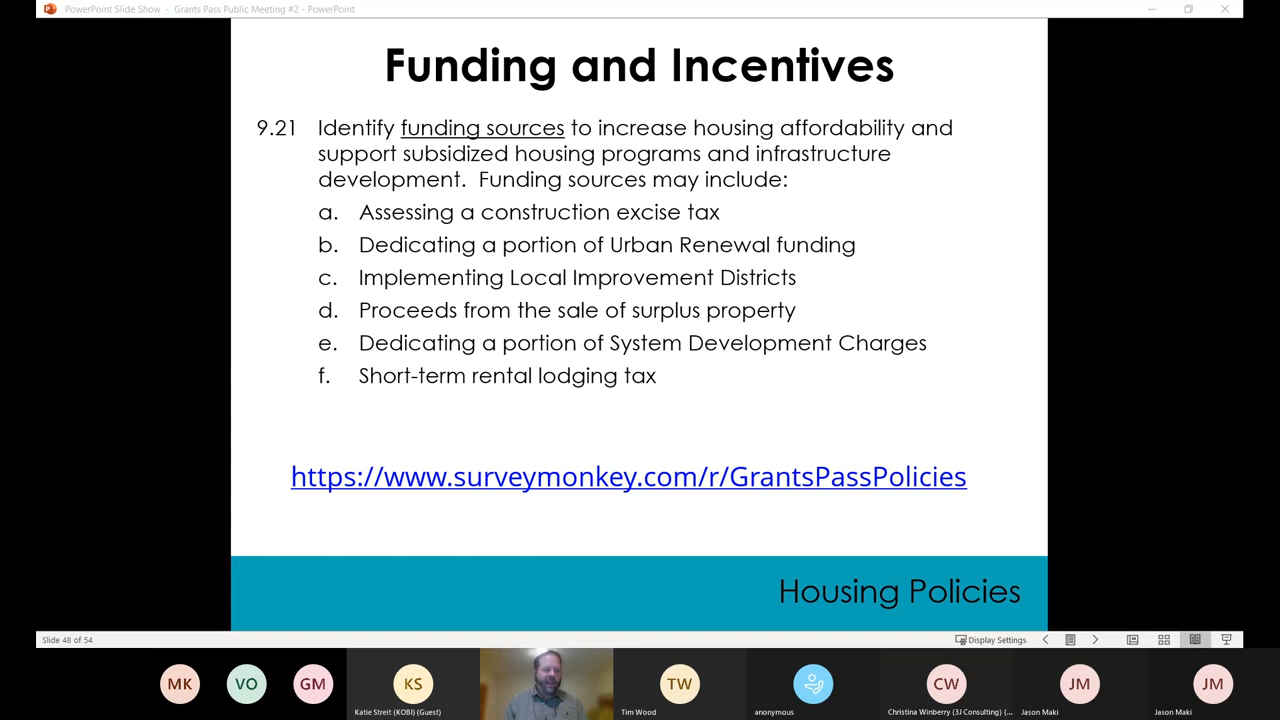 PowerPoint Slide Show - Grants Pass Public Meeting #2 - PowerPoint
Funding and Incentives
9.21 Identify funding sources to increase housing affordability and
support subsidized housing programs and infrastructure
development. Funding sources may include:
a. Assessing a construction excise tax
b. Dedicating a portion of Urban Renewal funding
c. Implementing Local Improvement Districts
d. Proceeds from the sale of surplus property
e. Dedicating a portion of System Development Charges
f. Short-term rental lodging tax
https://www.surveymonkey.com/r/GrantsPassPolicies
Housing Policies
Slide 48 of 54
Display Settings
MK VO GM KS TW CW JM JM
Katie Streit (KOBI) (Guest) Tim Wood anonymous Christina Winberry (3J Consulting) (... Jason Maki Jason Maki